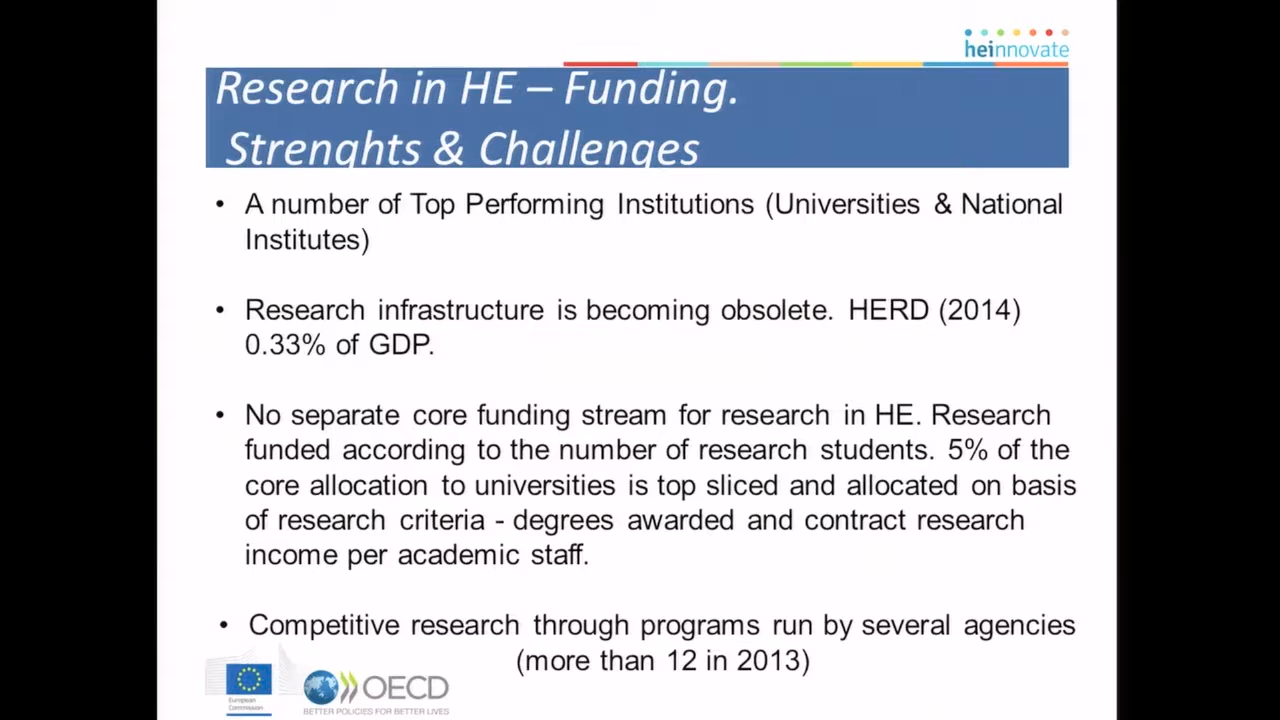 heinnovate
Research in HE – Funding.
Strenghts & Challenges
• A number of Top Performing Institutions (Universities & National
Institutes)
• Research infrastructure is becoming obsolete. HERD (2014)
0.33% of GDP.
• No separate core funding stream for research in HE. Research
funded according to the number of research students. 5% of the
core allocation to universities is top sliced and allocated on basis
of research criteria - degrees awarded and contract research
income per academic staff.
• Competitive research through programs run by several agencies
(more than 12 in 2013)
European
Commission
OECD
BETTER POLICIES FOR BETTER LIVES